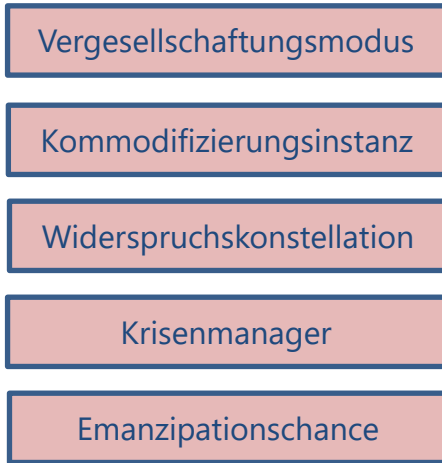 Vergesellschaftungsmodus
Kommodifizierungsinstanz
Widerspruchskonstellation
Krisenmanager
Emanzipationschance